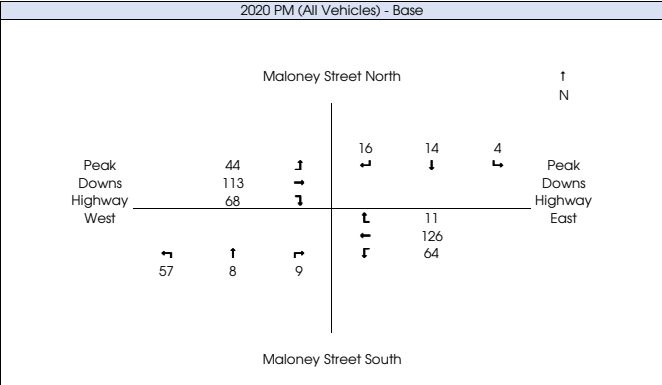 2020 PM (All Vehicles) - Base
Maloney Street North ↑
N
16 14 4
Peak 44 ↵ ↓ ↳ Peak
Downs 113 → Downs
Highway 68 Highway
West 11 East
← 126
↰ ↑ ↱ 64
57 8 9
Maloney Street South